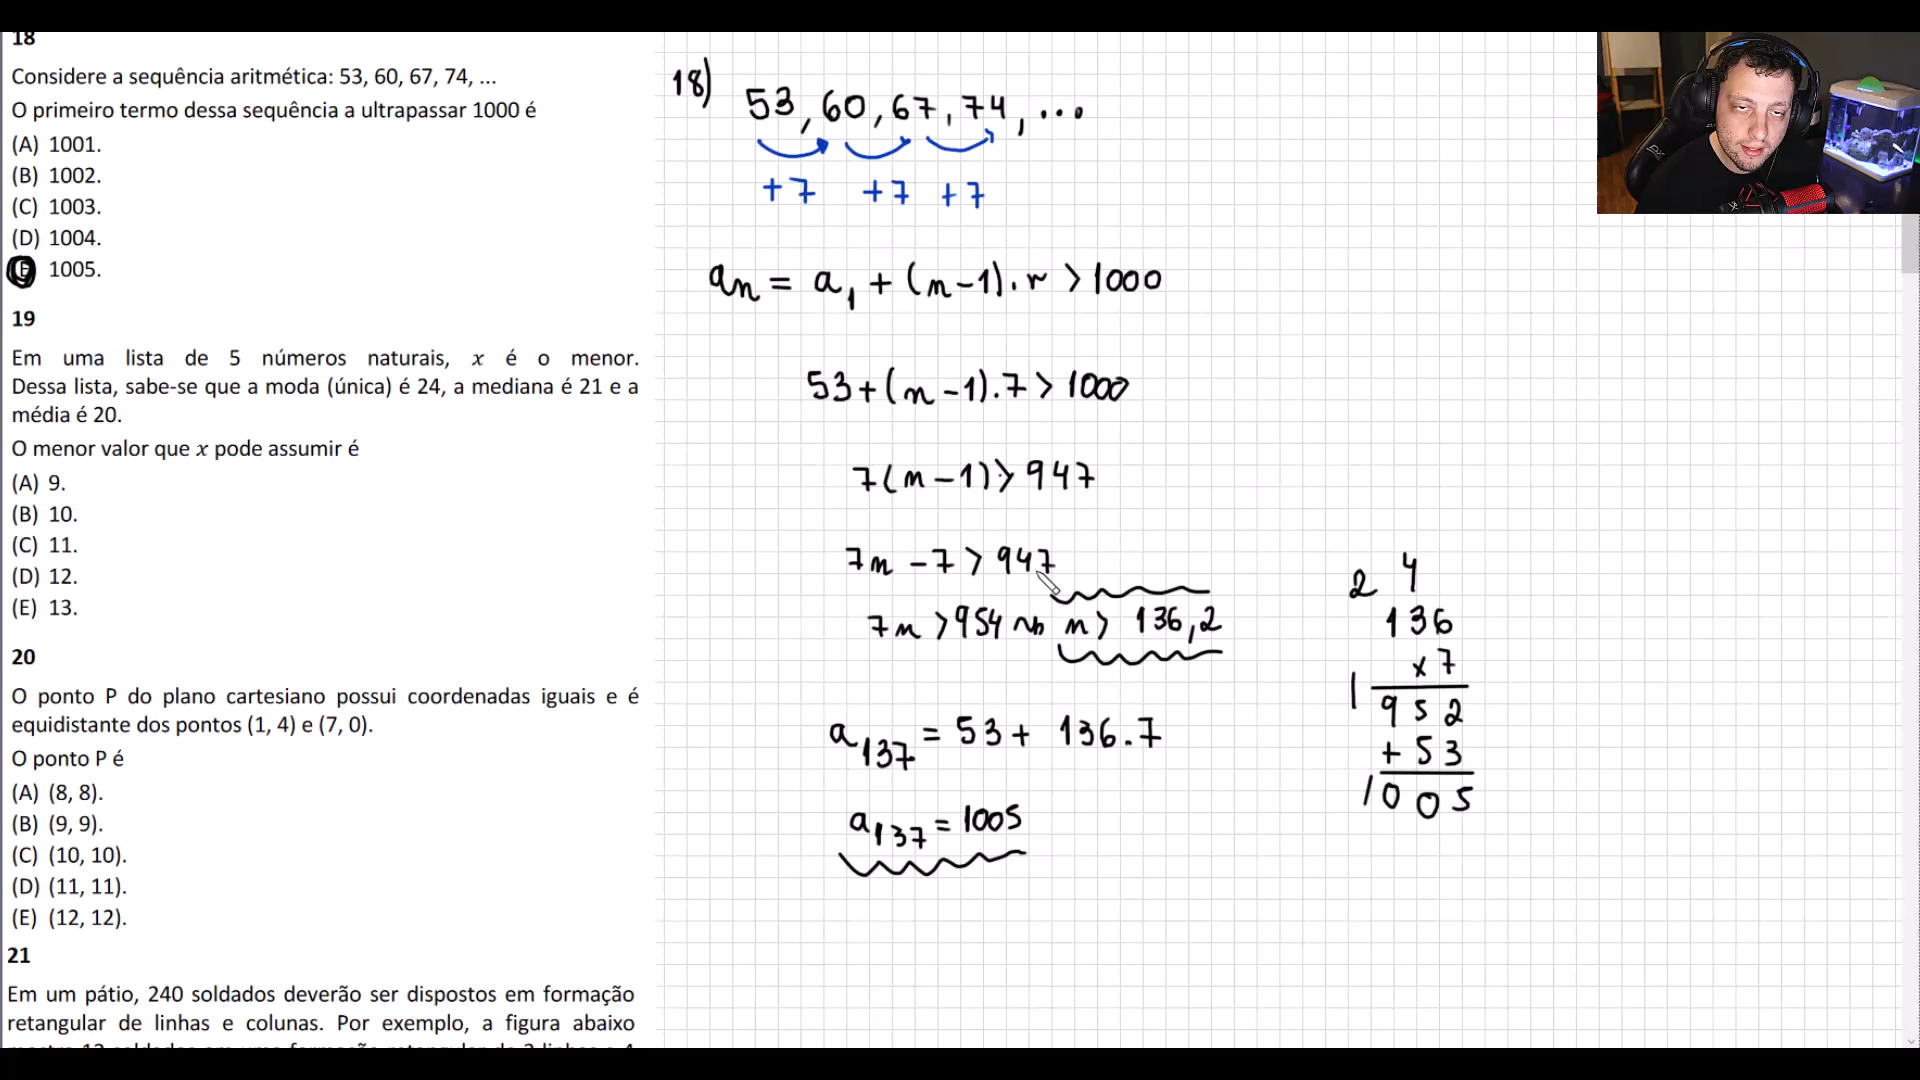 18
Considere a sequência aritmética: 53, 60, 67, 74, ...
O primeiro termo dessa sequência a ultrapassar 1000 é
(A) 1001.
(B) 1002.
(C) 1003.
(D) 1004.
1005.
19
Em uma lista de 5 números naturais, x é o menor.
Dessa lista, sabe-se que a moda (única) é 24, a mediana é 21 e a
média é 20.
O menor valor que x pode assumir é
(A) 9.
(B) 10.
(C) 11.
(D) 12.
(E) 13.
20
O ponto P do plano cartesiano possui coordenadas iguais e é
equidistante dos pontos (1, 4) e (7, 0).
O ponto P é
(A) (8, 8).
(B) (9, 9).
(C) (10, 10).
(D) (11, 11).
(E) (12, 12).
21
Em um pátio, 240 soldados deverão ser dispostos em formação
retangular de linhas e colunas. Por exemplo, a figura abaixo
18) 53, 60, 67, 74, ...
+7 +7 +7
an = a1 + (n-1).r > 1000
53+(n-1).7 > 1000
7(n-1) > 947
7n - 7 > 947
7n > 954 n > 136,2
a137 = 53 + 136.7
a137 = 1005
2 4
136
x7
1
952
+ 53
1005